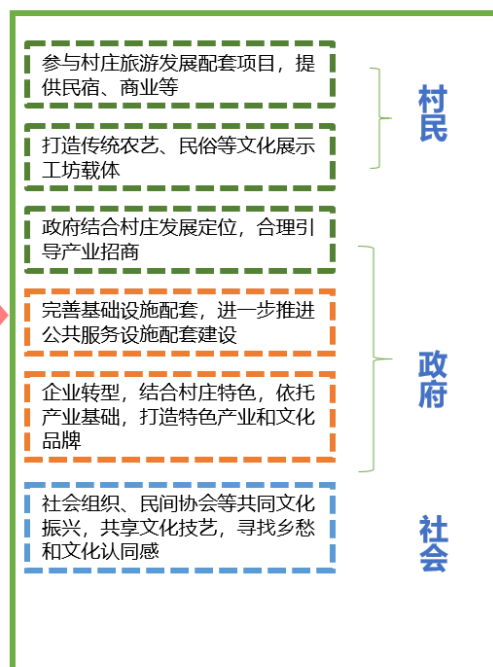 参与村庄旅游发展配套项目，提
供民宿、商业等
村民
打造传统农艺、民俗等文化展示
工坊载体
政府结合村庄发展定位，合理引
导产业招商
完善基础设施配套，进一步推进
公共服务设施配套建设
政府
企业转型，结合村庄特色，依托
产业基础，打造特色产业和文化
品牌
社会组织、民间协会等共同文化
振兴，共享文化技艺，寻找乡愁
和文化认同感
社会